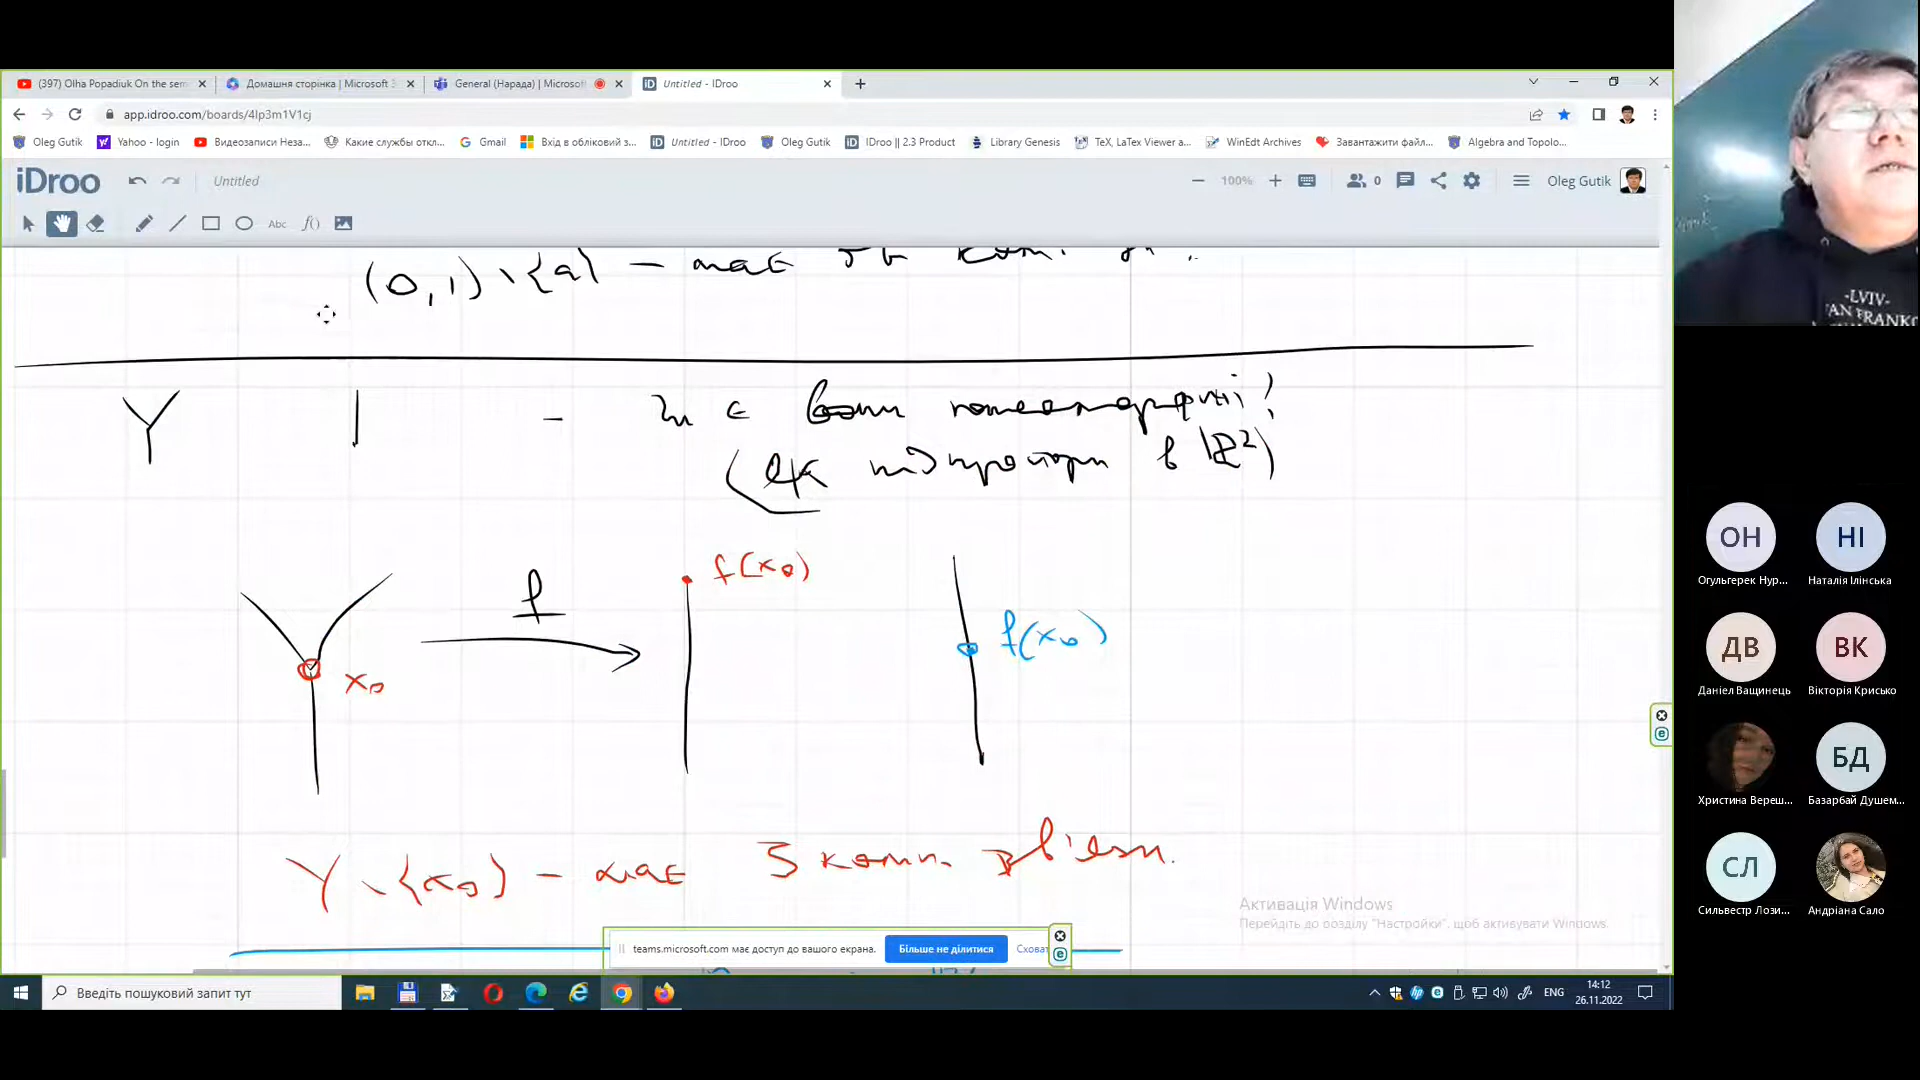 (397) Olha Popadiuk On the sem
Домашня сторінка | Microsoft 3
General (Нарада) | Microsoft
Untitled - IDroo
app.idroo.com/boards/4lp3m1V1cj
Oleg Gutik
Yahoo - login
Видеозаписи Неза...
Какие службы откл...
Gmail
Вхід в обліковий з...
Untitled - IDroo
Oleg Gutik
IDroo || 2.3 Product
Library Genesis
TeX, LaTex Viewer a...
WinEdt Archives
Завантажити файл...
Algebra and Topolo...
iDroo
Untitled
100%
0
Oleg Gutik
Abc
f()
(0,1)\{a} – має
Y | – Чи є вони гомеоморфні?
(як підпростори в ℝ²)
f
f(x₀)
f(x₀)
x₀
Y\{x₀} – має 3 комп. зв'язн.
Активація Windows
Перейдіть до розділу "Настройки", щоб активувати Windows.
teams.microsoft.com має доступ до вашого екрана.
Більше не ділитися
Сховат
Введіть пошуковий запит тут
ENG
14:12
26.11.2022
-LVIV-
VAN FRANKO
ОН
Огульгерек Нур...
НІ
Наталія Ілінська
ДВ
Даніел Ващинець
ВК
Вікторія Крисько
Христина Вереш...
БД
Базарбай Душем...
СЛ
Сильвестр Лози...
Андріана Сало